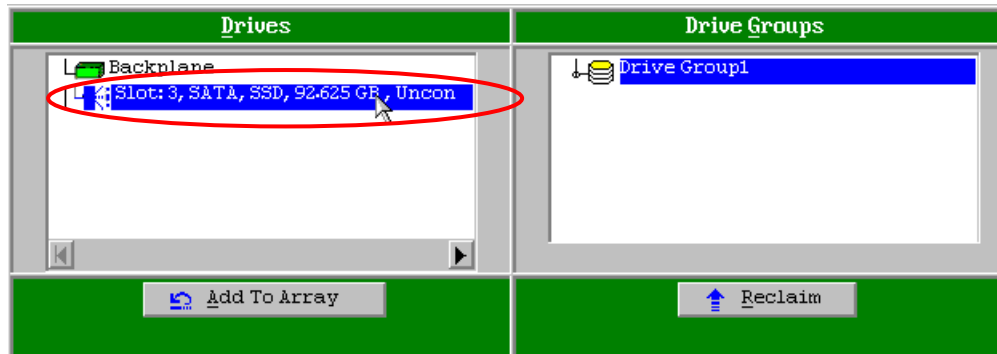 Drives
Drive Groups
Backplane
Slot: 3, SATA, SSD, 92.625 GB, Uncon
Drive Group1
Add To Array
Reclaim